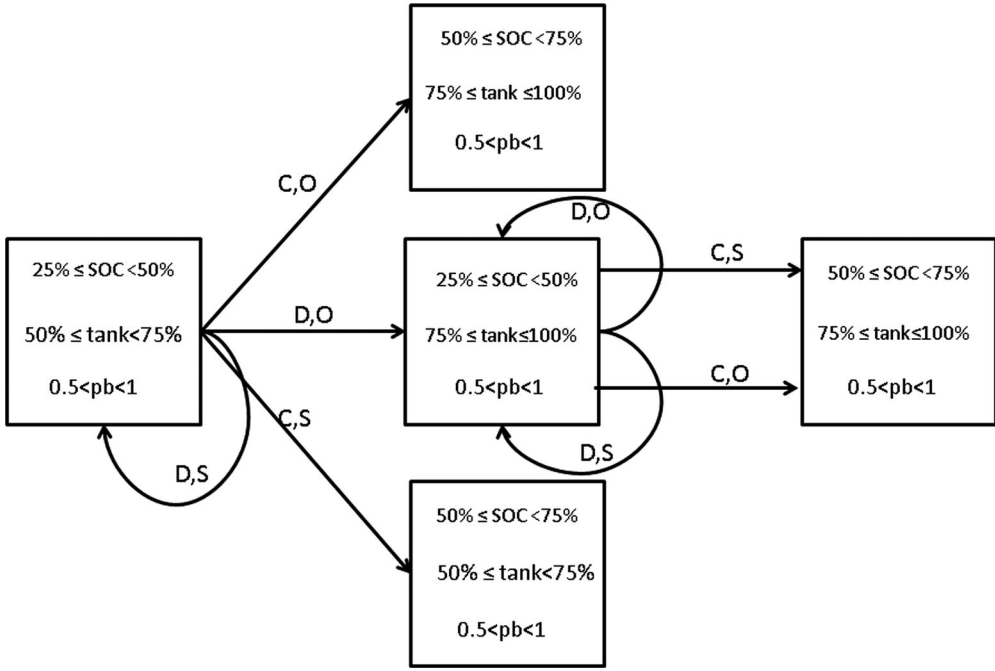 50% ≤ SOC <75%
75% ≤ tank ≤100%
0.5<pb<1
C,O
D,O
25% ≤ SOC <50%
50% ≤ tank<75%
0.5<pb<1
D,O
25% ≤ SOC <50%
75% ≤ tank≤100%
0.5<pb<1
C,S
50% ≤ SOC <75%
75% ≤ tank≤100%
0.5<pb<1
C,O
C,S
D,S
D,S
50% ≤ SOC <75%
50% ≤ tank<75%
0.5<pb<1